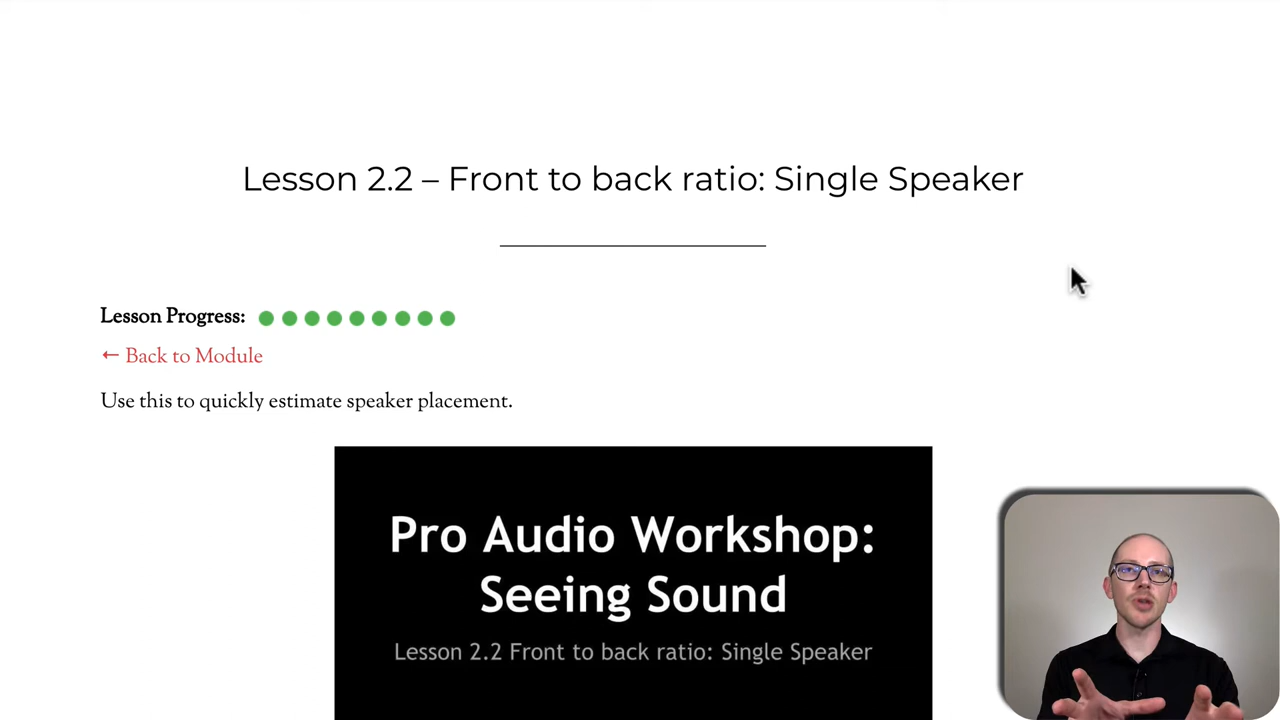 Lesson 2.2 – Front to back ratio: Single Speaker
Lesson Progress:
← Back to Module
Use this to quickly estimate speaker placement.
Pro Audio Workshop:
Seeing Sound
Lesson 2.2 Front to back ratio: Single Speaker